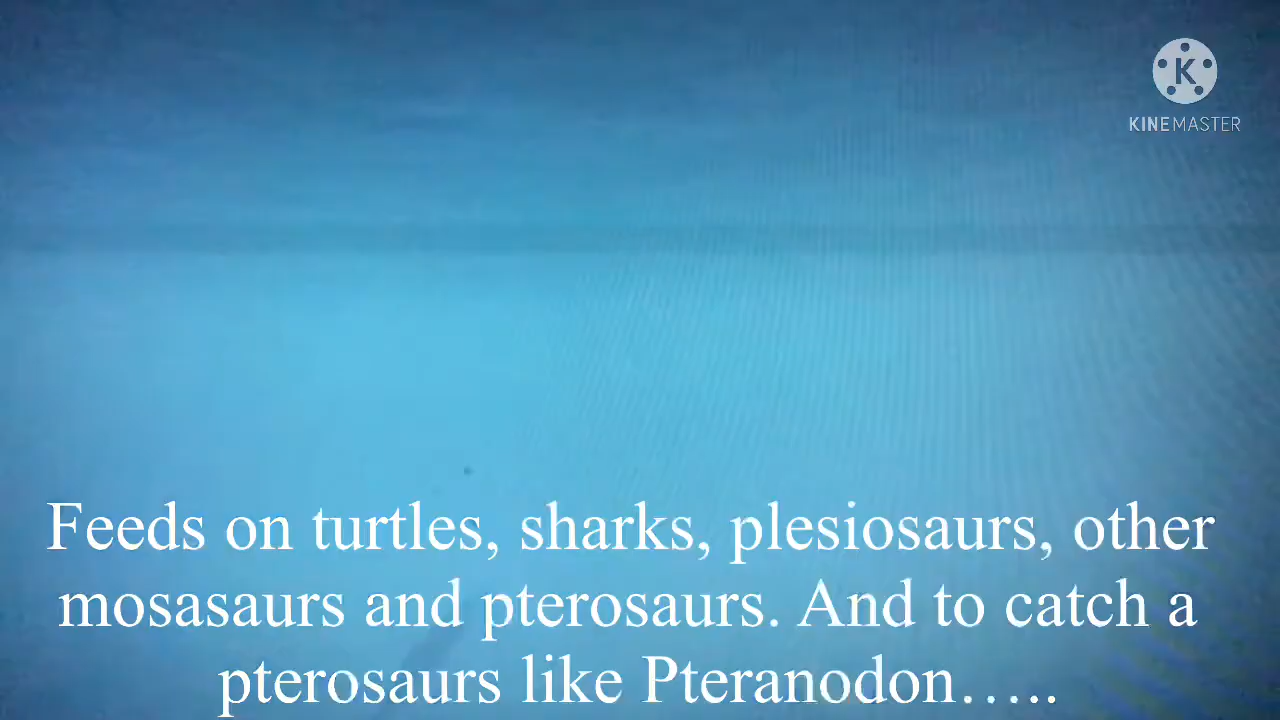 K
KINEMASTER
Feeds on turtles, sharks, plesiosaurs, other
mosasaurs and pterosaurs. And to catch a
pterosaurs like Pteranodon…..